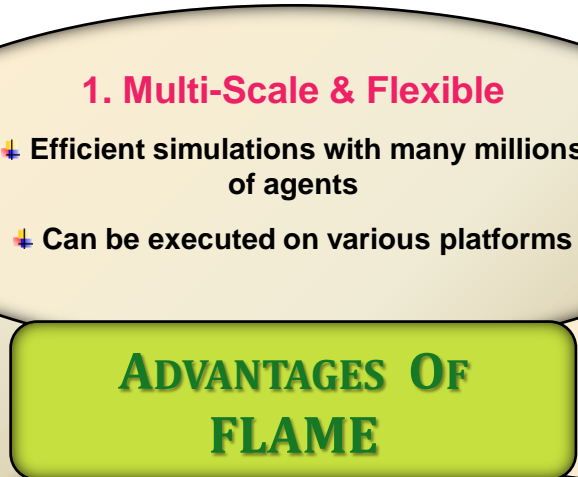 1. Multi-Scale & Flexible
Efficient simulations with many millions
of agents
Can be executed on various platforms
ADVANTAGES OF
FLAME